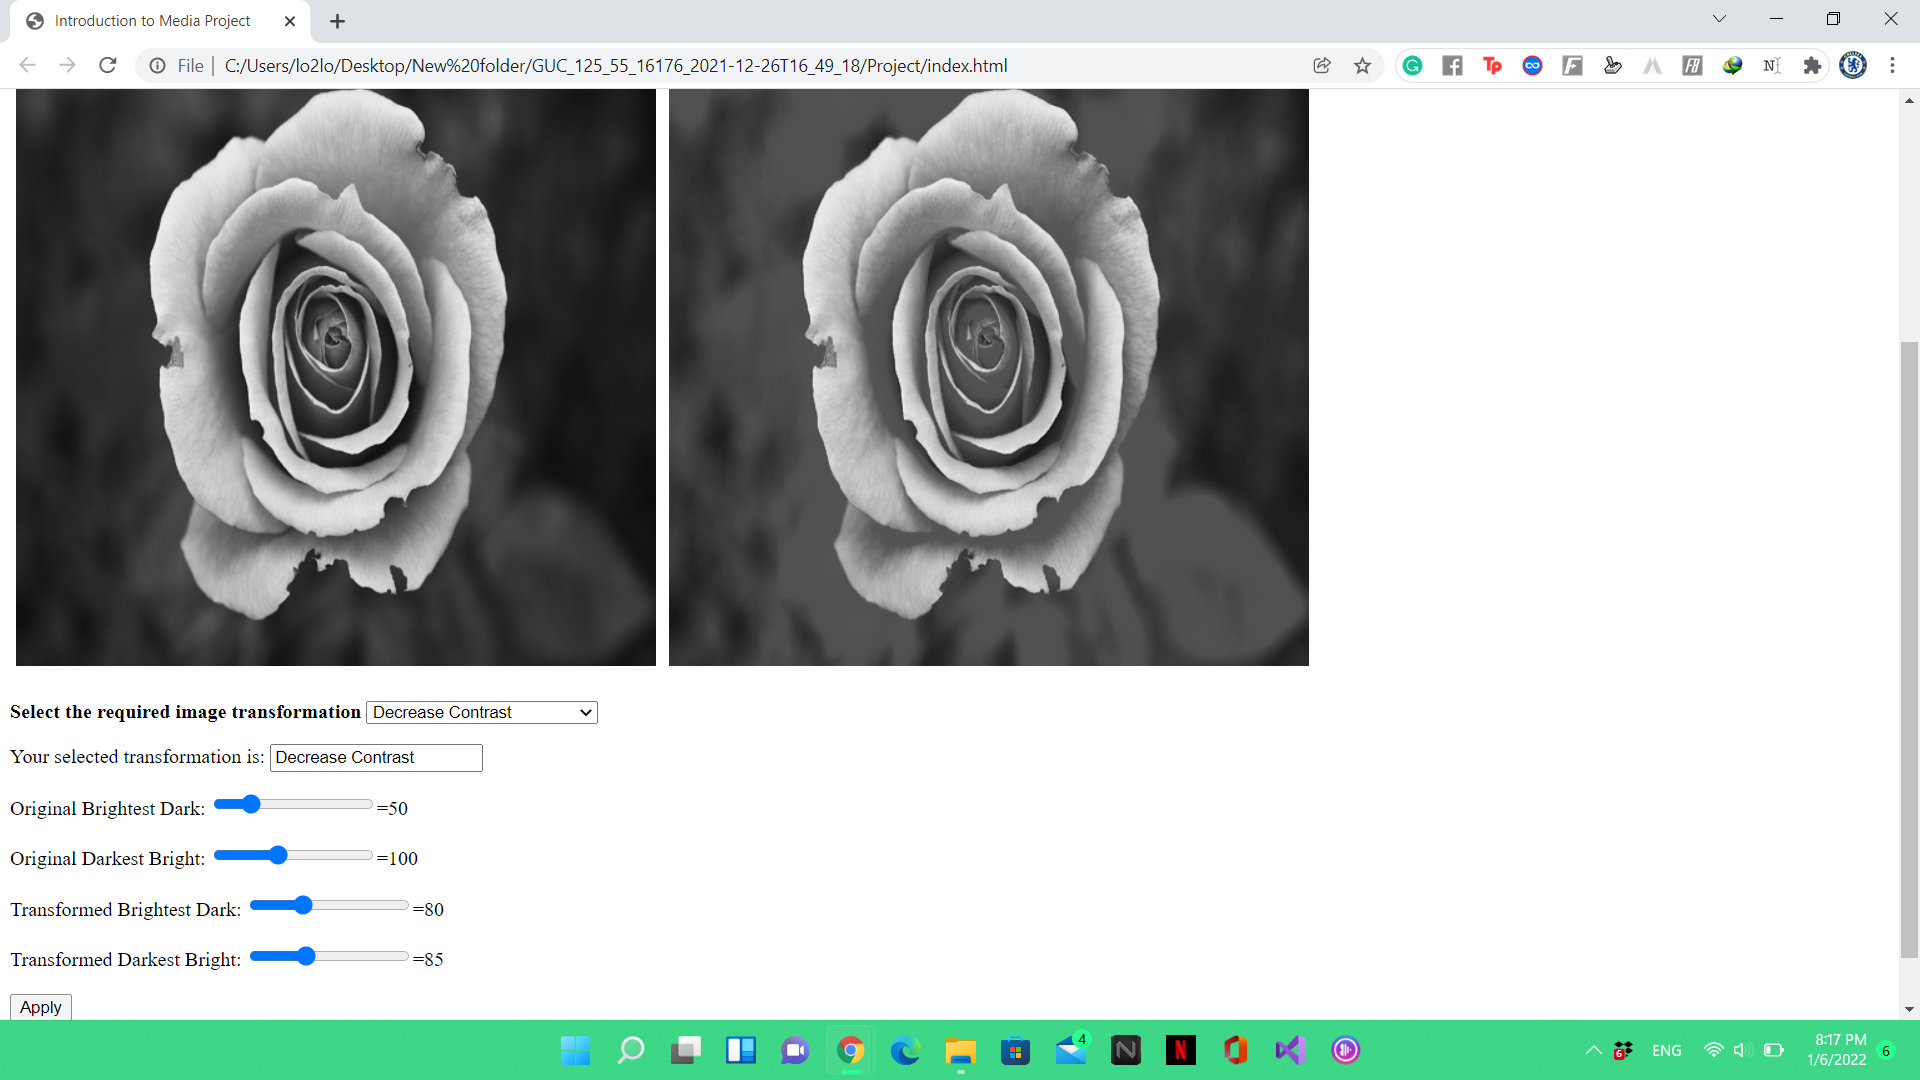 Introduction to Media Project
File | C:/Users/lo2lo/Desktop/New%20folder/GUC_125_55_16176_2021-12-26T16_49_18/Project/index.html
Select the required image transformation Decrease Contrast
Your selected transformation is: Decrease Contrast
Original Brightest Dark: =50
Original Darkest Bright: =100
Transformed Brightest Dark: =80
Transformed Darkest Bright: =85
Apply
4
6
ENG
8:17 PM
1/6/2022
6